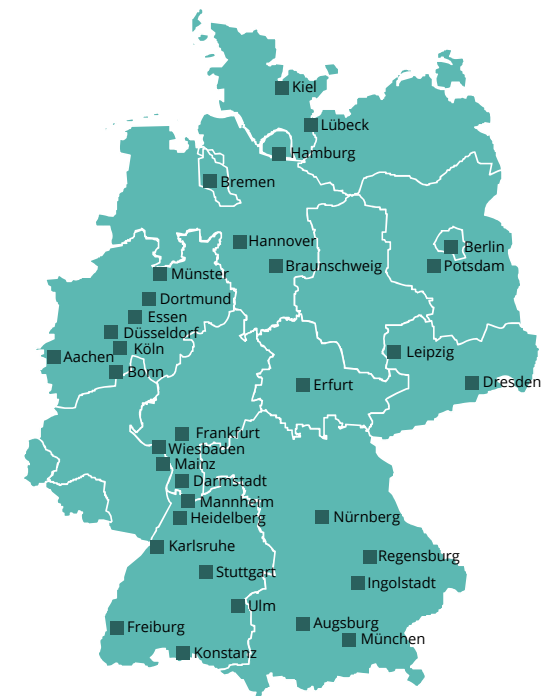 Kiel
Lübeck
Hamburg
Bremen
Hannover
Berlin
Braunschweig
Potsdam
Münster
Dortmund
Essen
Düsseldorf
Köln
Leipzig
Aachen
Bonn
Erfurt
Dresden
Frankfurt
Wiesbaden
Mainz
Darmstadt
Mannheim
Heidelberg
Nürnberg
Karlsruhe
Regensburg
Stuttgart
Ingolstadt
Ulm
Augsburg
Freiburg
München
Konstanz